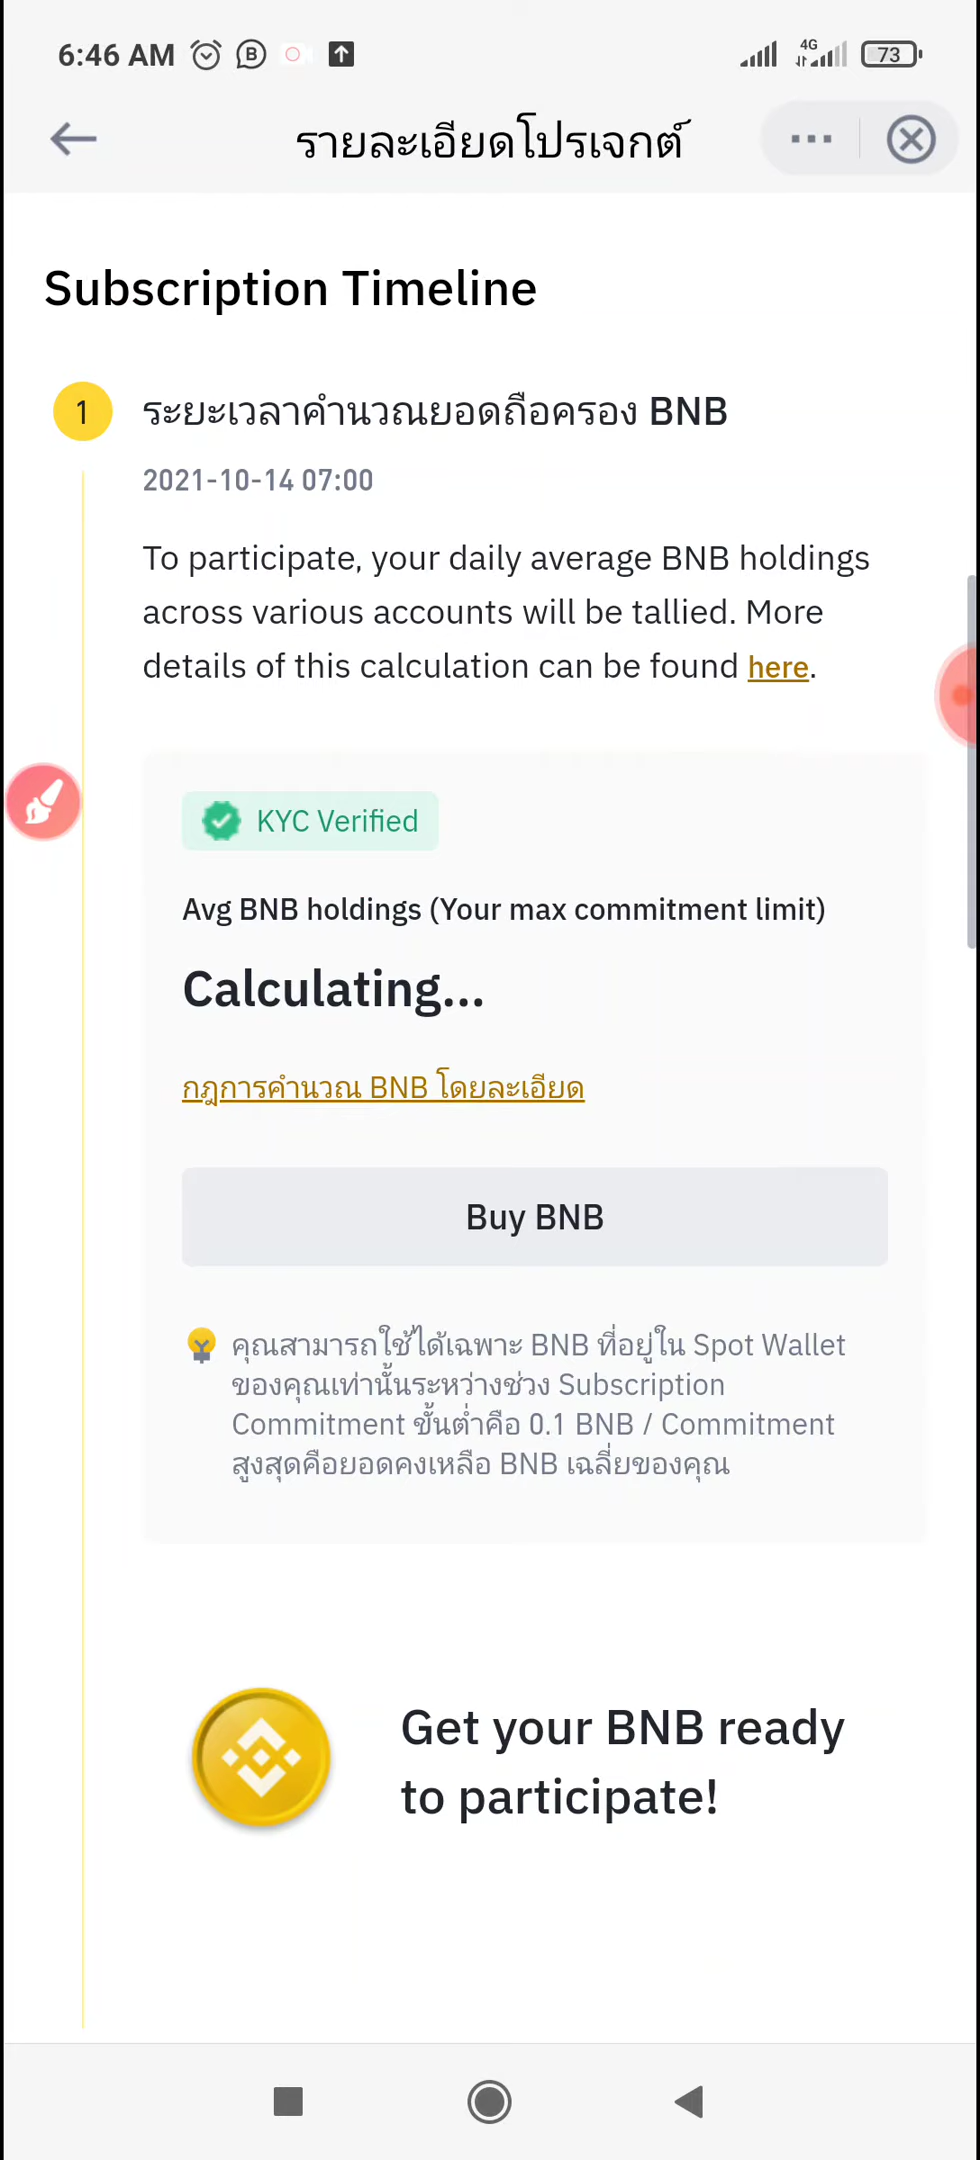 6:46 AM
4G
73
รายละเอียดโปรเจกต์
Subscription Timeline
1
ระยะเวลาคำนวณยอดถือครอง BNB
2021-10-14 07:00
To participate, your daily average BNB holdings
across various accounts will be tallied. More
details of this calculation can be found here.
KYC Verified
Avg BNB holdings (Your max commitment limit)
Calculating...
กฎการคำนวณ BNB โดยละเอียด
Buy BNB
คุณสามารถใช้ได้เฉพาะ BNB ที่อยู่ใน Spot Wallet
ของคุณเท่านั้นระหว่างช่วง Subscription
Commitment ขั้นต่ำคือ 0.1 BNB / Commitment
สูงสุดคือยอดคงเหลือ BNB เฉลี่ยของคุณ
Get your BNB ready
to participate!